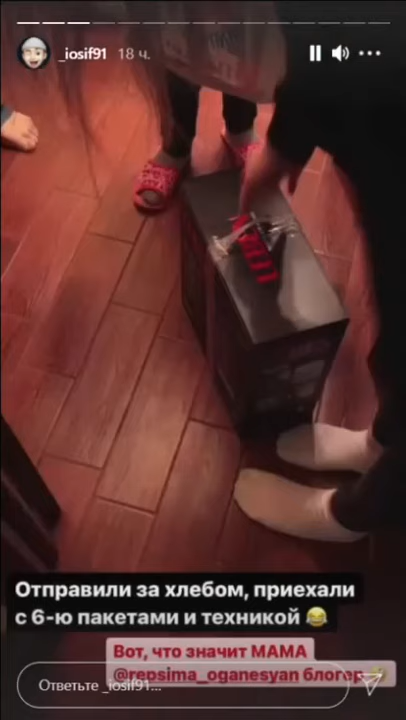 _iosif91 18 ч.
Отправили за хлебом, приехали
с 6-ю пакетами и техникой 😂
Вот, что значит МАМА
@repsima_oganesyan блогер
Ответьте _iosif91...